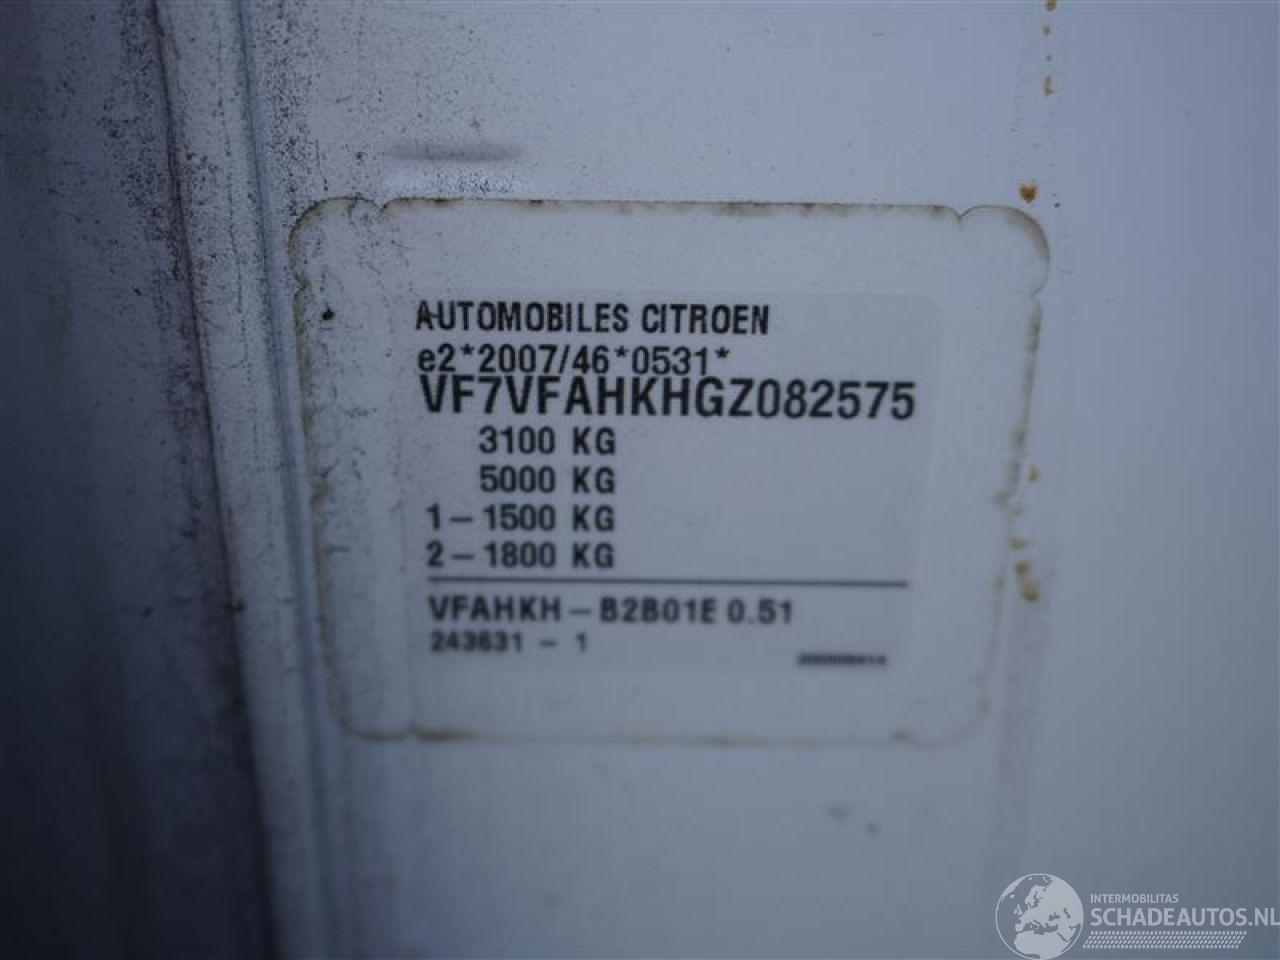 AUTOMOBILES CITROEN
e2*2007/46*0531*
VF7VFAHKHGZ082575
3100 KG
5000 KG
1-1500 KG
2-1800 KG
VFAHKH-B2B01E 0.51
243631 - 1
INTERMOBILITAS
SCHADEAUTOS.NL